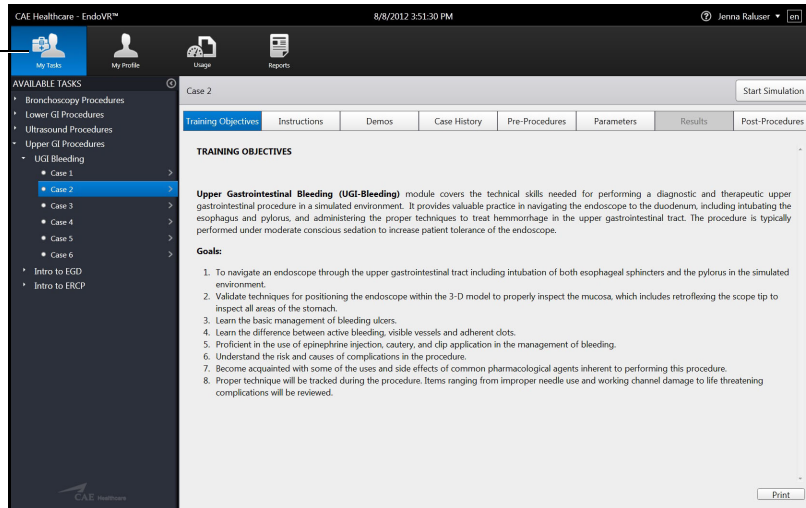 CAE Healthcare - EndoVR™
8/8/2012 3:51:30 PM
Jenna Raluser
en
My Tasks
My Profile
Usage
Reports
AVAILABLE TASKS
Bronchoscopy Procedures
Lower GI Procedures
Ultrasound Procedures
Upper GI Procedures
UGI Bleeding
Case 1
Case 2
Case 3
Case 4
Case 5
Case 6
Intro to EGD
Intro to ERCP
CAE Healthcare
Case 2
Start Simulation
Training Objectives
Instructions
Demos
Case History
Pre-Procedures
Parameters
Results
Post-Procedures
TRAINING OBJECTIVES
Upper Gastrointestinal Bleeding (UGI-Bleeding) module covers the technical skills needed for performing a diagnostic and therapeutic upper
gastrointestinal procedure in a simulated environment. It provides valuable practice in navigating the endoscope to the duodenum, including intubating the
esophagus and pylorus, and administering the proper techniques to treat hemorrhage in the upper gastrointestinal tract. The procedure is typically
performed under moderate conscious sedation to increase patient tolerance of the endoscope.
Goals:
1. To navigate an endoscope through the upper gastrointestinal tract including intubation of both esophageal sphincters and the pylorus in the simulated
environment.
2. Validate techniques for positioning the endoscope within the 3-D model to properly inspect the mucosa, which includes retroflexing the scope tip to
inspect all areas of the stomach.
3. Learn the basic management of bleeding ulcers.
4. Learn the difference between active bleeding, visible vessels and adherent clots.
5. Proficient in the use of epinephrine injection, cautery, and clip application in the management of bleeding.
6. Understand the risk and causes of complications in the procedure.
7. Become acquainted with some of the uses and side effects of common pharmacological agents inherent to performing this procedure.
8. Proper technique will be tracked during the procedure. Items ranging from improper needle use and working channel damage to life threatening
complications will be reviewed.
Print